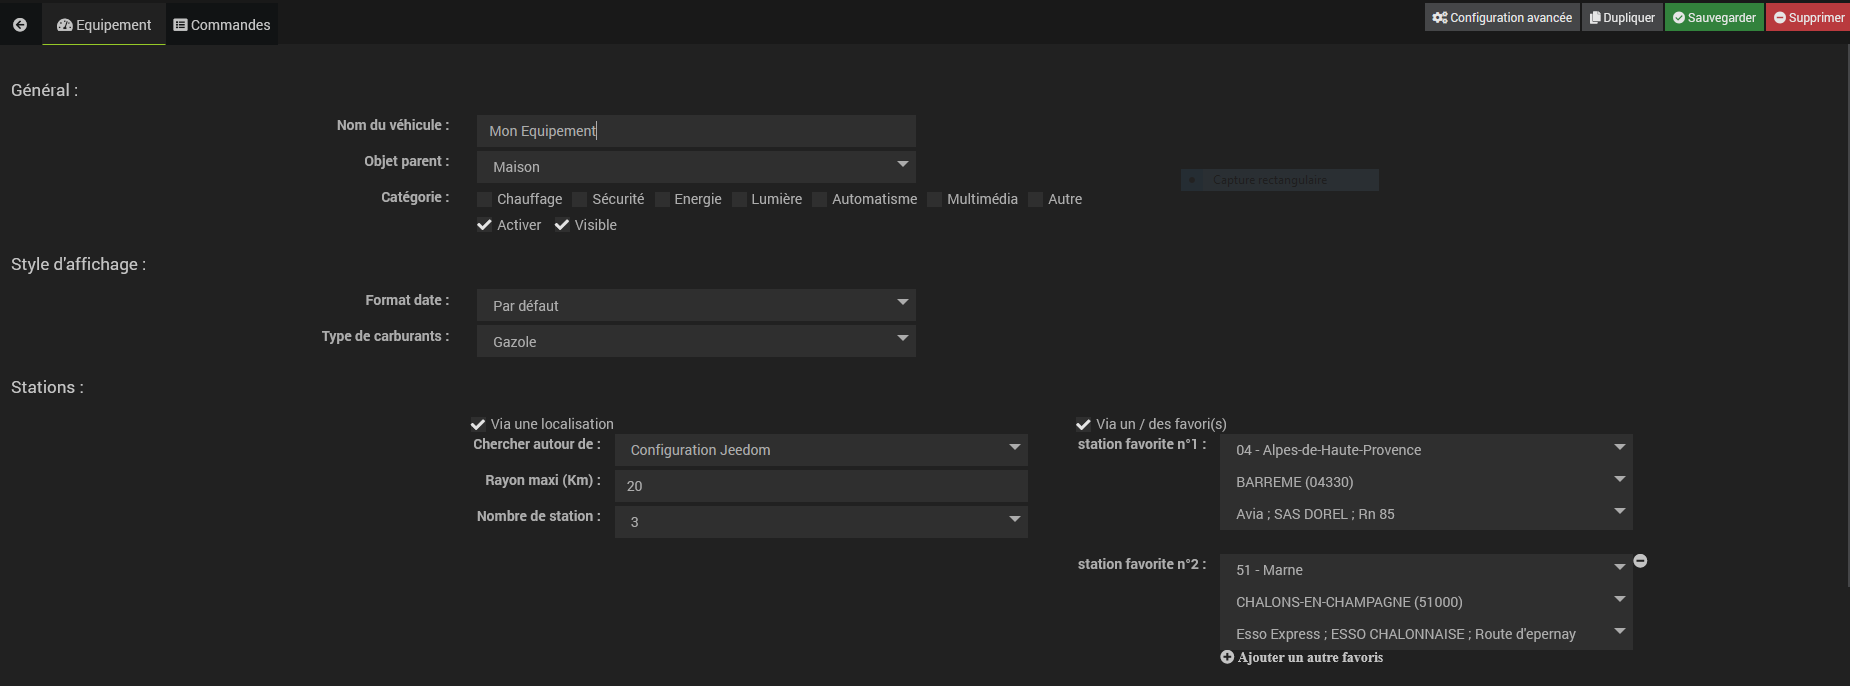 Equipement Commandes Configuration avancée Dupliquer Sauvegarder Supprimer
Général :
Nom du véhicule : Mon Equipement
Objet parent : Maison
Capture rectangulaire
Catégorie : Chauffage Sécurité Energie Lumière Automatisme Multimédia Autre
Activer Visible
Style d'affichage :
Format date : Par défaut
Type de carburants : Gazole
Stations :
Via une localisation
Chercher autour de : Configuration Jeedom
Rayon maxi (Km) : 20
Nombre de station : 3
Via un / des favori(s)
station favorite n°1 : 04 - Alpes-de-Haute-Provence
BARREME (04330)
Avia ; SAS DOREL ; Rn 85
station favorite n°2 : 51 - Marne
CHALONS-EN-CHAMPAGNE (51000)
Esso Express ; ESSO CHALONNAISE ; Route d'epernay
Ajouter un autre favoris